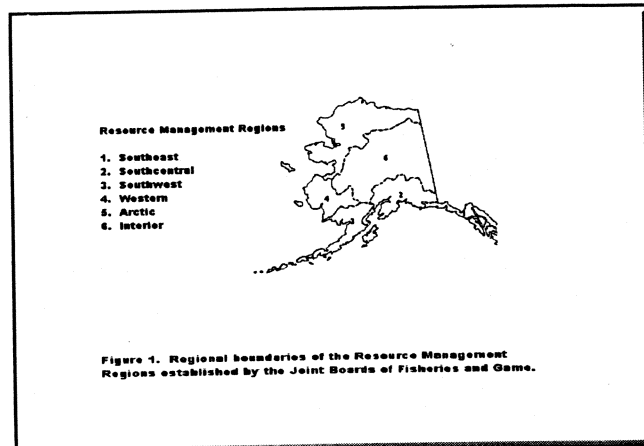 Resource Management Regions
1. Southeast
2. Southcentral
3. Southwest
4. Western
5. Arctic
6. Interior
5
6
4
2
Figure 1. Regional boundaries of the Resource Management
Regions established by the Joint Boards of Fisheries and Game.